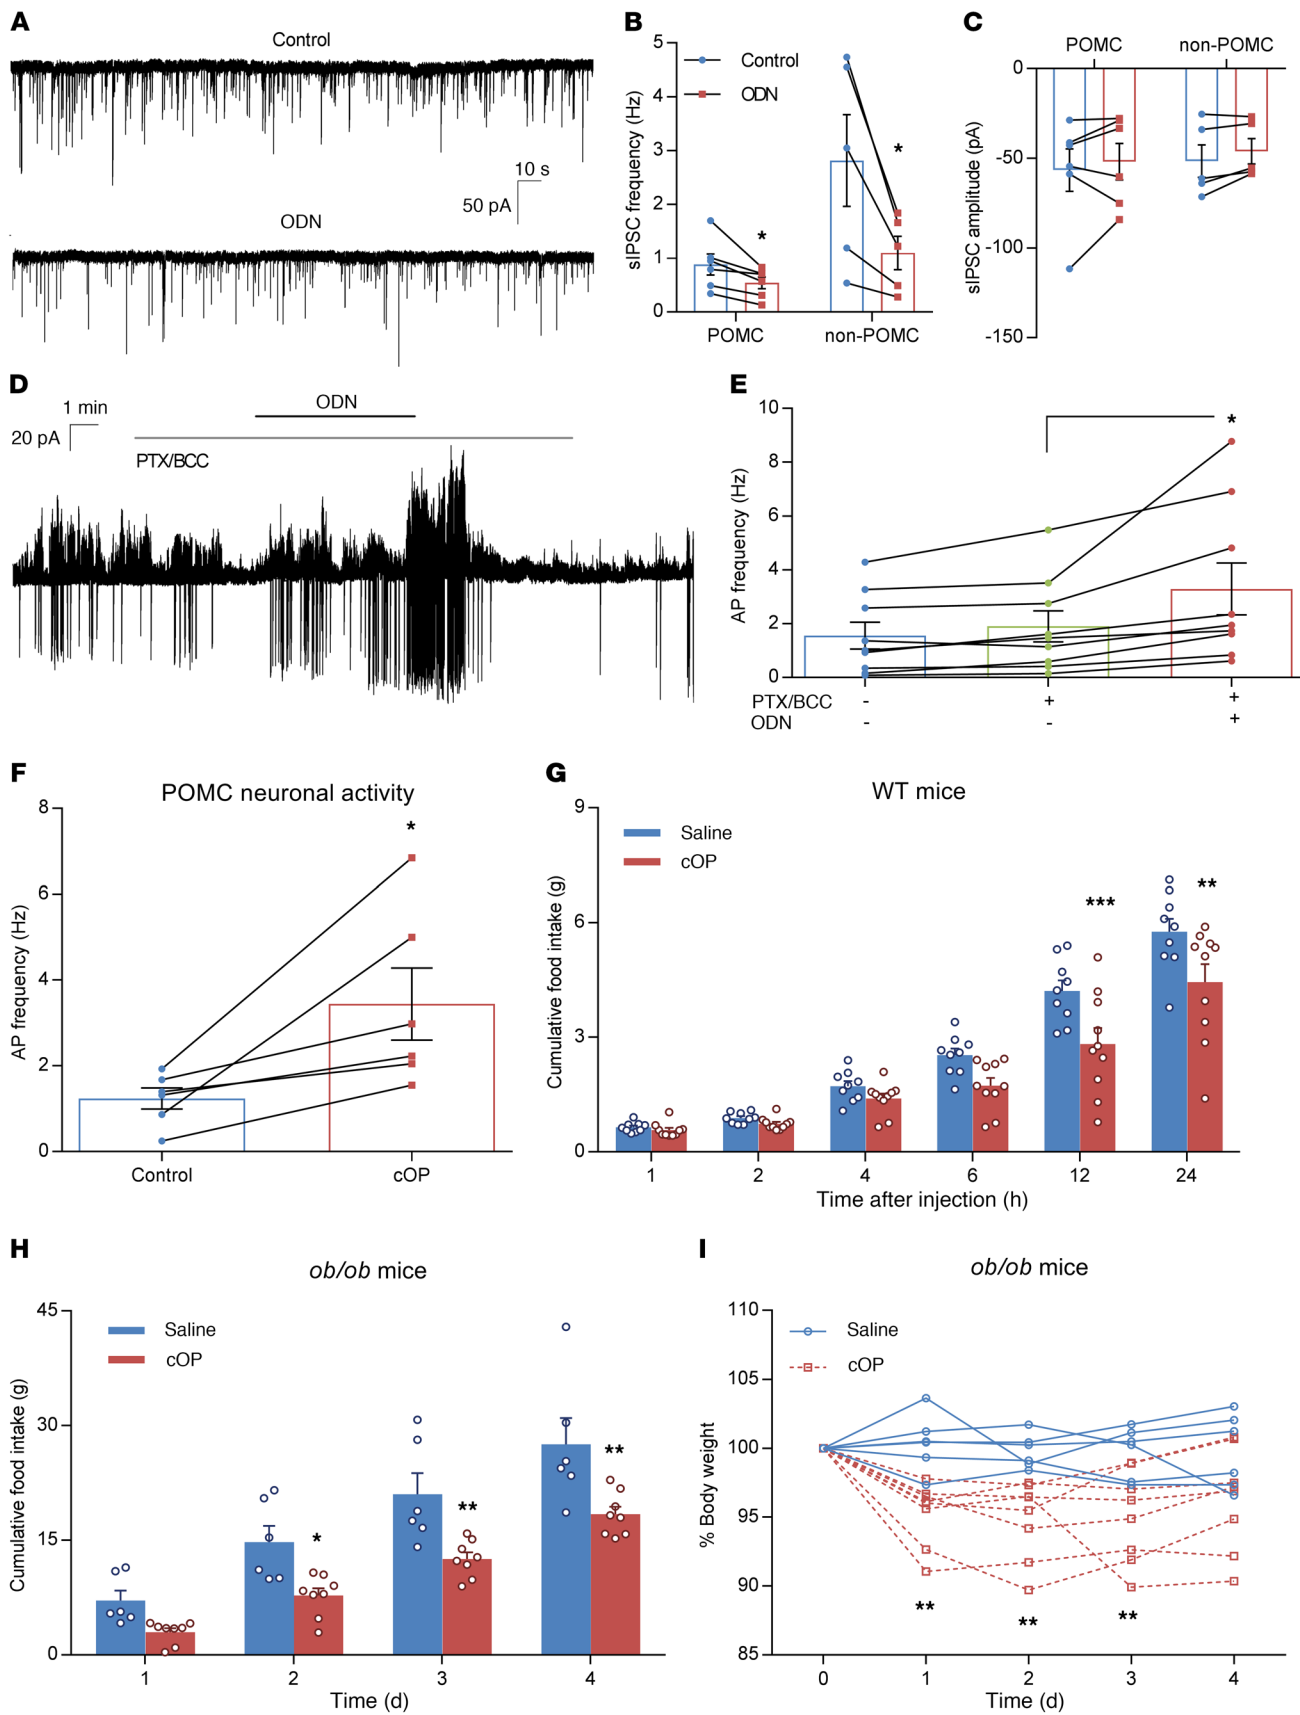 A
Control
10 s
50 pA
ODN
B
sIPSC frequency (Hz)
5
4
3
2
1
0
Control
ODN
*
*
POMC
non-POMC
C
POMC
non-POMC
sIPSC amplitude (pA)
0
-50
-100
-150
D
1 min
20 pA
ODN
PTX/BCC
E
AP frequency (Hz)
10
8
6
4
2
0
*
PTX/BCC - + +
ODN - - +
F
POMC neuronal activity
AP frequency (Hz)
8
6
4
2
0
*
Control
cOP
G
WT mice
Cumulative food intake (g)
9
6
3
0
Saline
cOP
***
**
1 2 4 6 12 24
Time after injection (h)
H
ob/ob mice
Cumulative food intake (g)
45
30
15
0
Saline
cOP
*
**
**
1 2 3 4
Time (d)
I
ob/ob mice
% Body weight
110
105
100
95
90
85
Saline
cOP
**
**
**
0 1 2 3 4
Time (d)